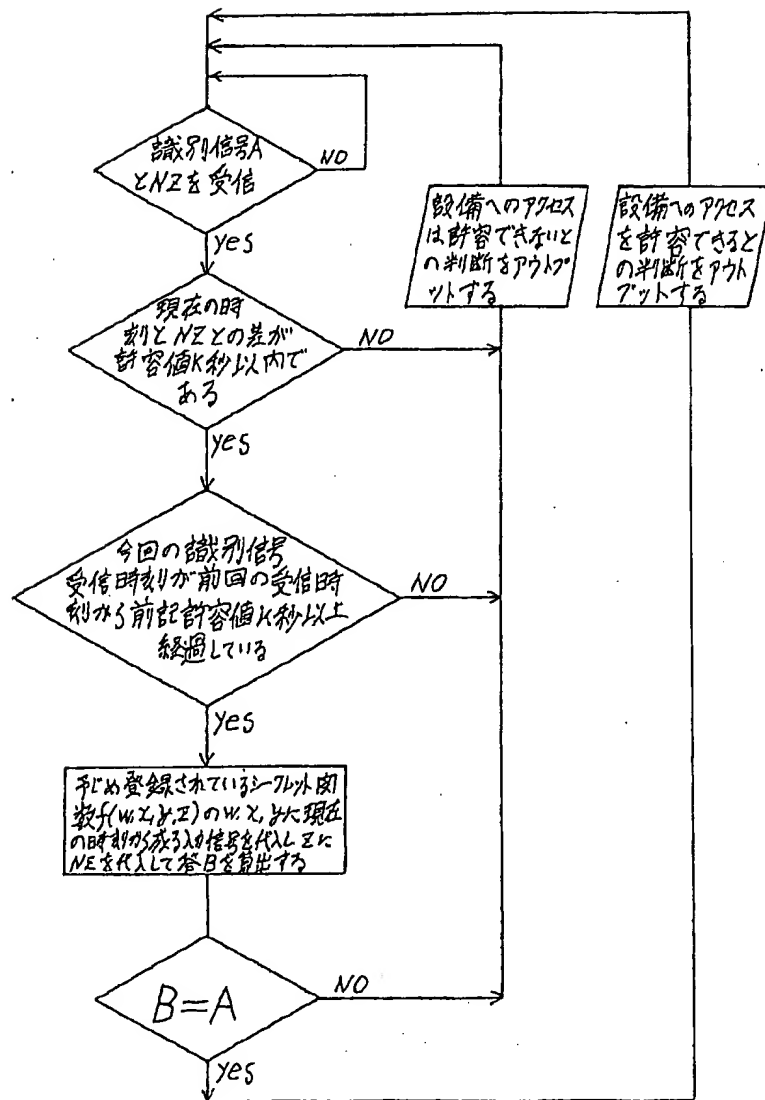 識別信号A
とNZを受信
NO
yes
設備へのアクセス
は許容できないと
の判断をアウトプ
ットする
設備へのアクセス
を許容できると
の判断をアウト
プットする
現在の時
刻とNZとの差が
許容値K秒以内で
ある
NO
yes
今回の識別信号
受信時刻が前回の受信時
刻から前記許容値K秒以上
経過している
NO
yes
予じめ登録されているシークレット関
数f(w,x,y,z)のw,x,yに現在
の時刻から成る入力信号を代入しzに
NEを代入して答Bを算出する
B=A
NO
yes